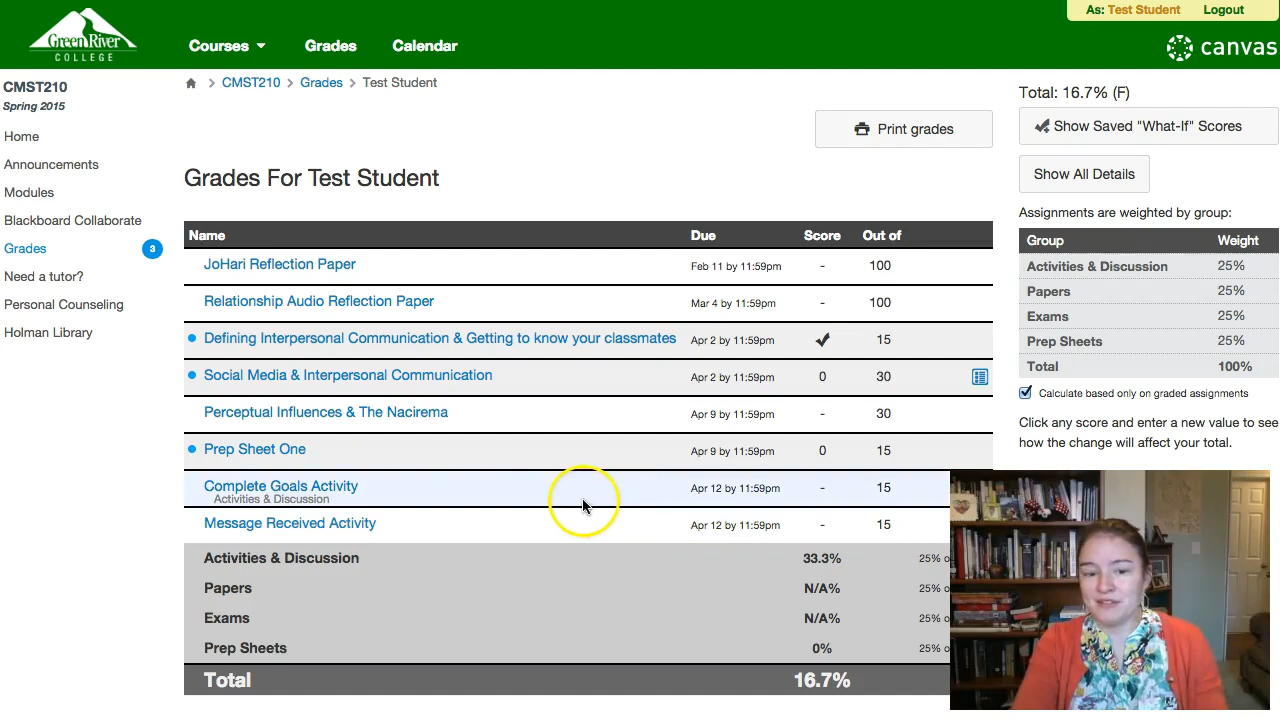 As: Test Student Logout
Green River
COLLEGE
Courses Grades Calendar
canvas
CMST210
Spring 2015
Home
Announcements
Modules
Blackboard Collaborate
Grades 3
Need a tutor?
Personal Counseling
Holman Library
CMST210 Grades Test Student
Print grades
Grades For Test Student
Name Due Score Out of
JoHari Reflection Paper Feb 11 by 11:59pm - 100
Relationship Audio Reflection Paper Mar 4 by 11:59pm - 100
Defining Interpersonal Communication & Getting to know your classmates Apr 2 by 11:59pm 15
Social Media & Interpersonal Communication Apr 2 by 11:59pm 0 30
Perceptual Influences & The Nacirema Apr 9 by 11:59pm - 30
Prep Sheet One Apr 9 by 11:59pm 0 15
Complete Goals Activity Apr 12 by 11:59pm - 15
Activities & Discussion
Message Received Activity Apr 12 by 11:59pm - 15
Activities & Discussion 33.3% 25% o
Papers N/A% 25% o
Exams N/A% 25% o
Prep Sheets 0% 25% o
Total 16.7%
Total: 16.7% (F)
Show Saved "What-If" Scores
Show All Details
Assignments are weighted by group:
Group Weight
Activities & Discussion 25%
Papers 25%
Exams 25%
Prep Sheets 25%
Total 100%
Calculate based only on graded assignments
Click any score and enter a new value to see
how the change will affect your total.